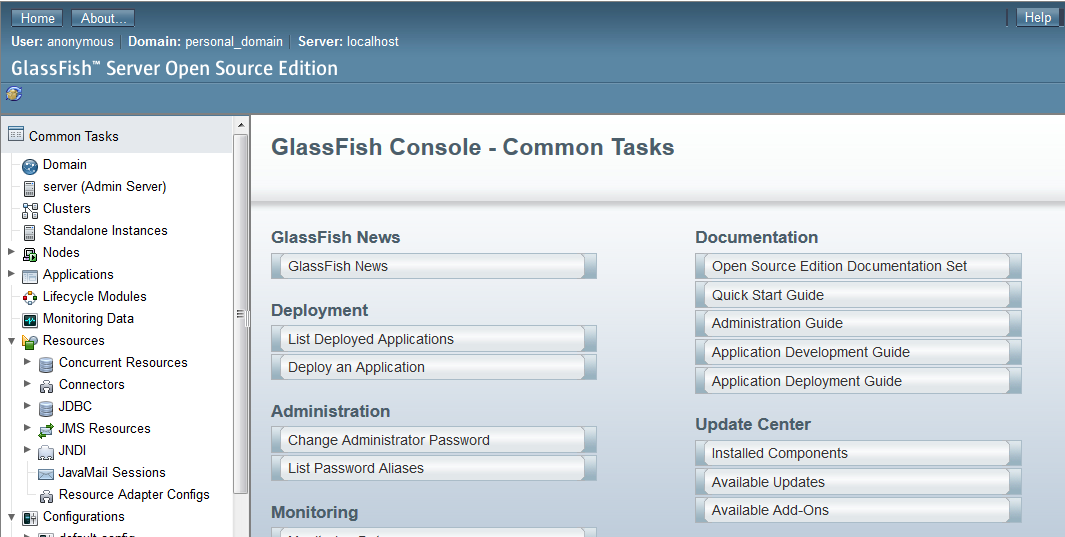 Home About... Help
User: anonymous Domain: personal_domain Server: localhost
GlassFish™ Server Open Source Edition
Common Tasks
Domain
server (Admin Server)
Clusters
Standalone Instances
Nodes
Applications
Lifecycle Modules
Monitoring Data
Resources
Concurrent Resources
Connectors
JDBC
JMS Resources
JNDI
JavaMail Sessions
Resource Adapter Configs
Configurations
GlassFish Console - Common Tasks
GlassFish News
GlassFish News
Deployment
List Deployed Applications
Deploy an Application
Administration
Change Administrator Password
List Password Aliases
Monitoring
Documentation
Open Source Edition Documentation Set
Quick Start Guide
Administration Guide
Application Development Guide
Application Deployment Guide
Update Center
Installed Components
Available Updates
Available Add-Ons